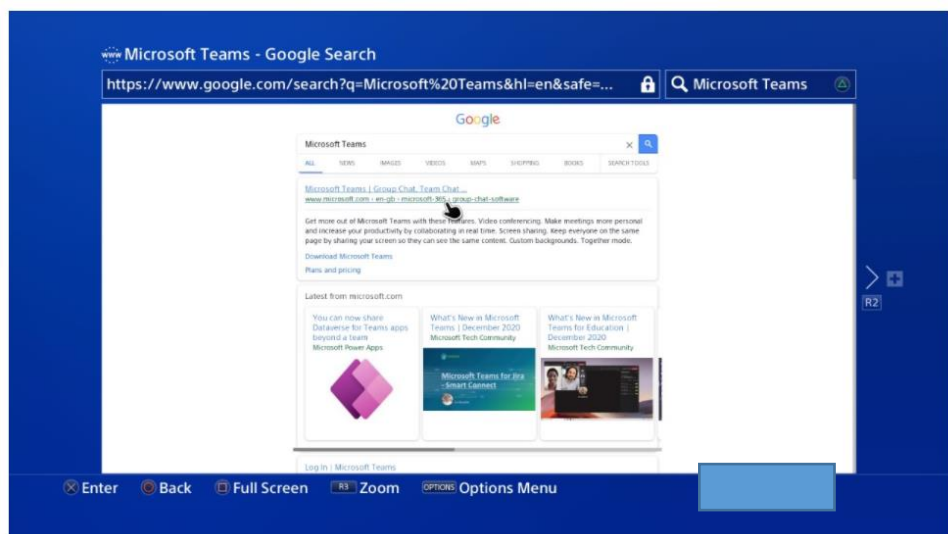 Microsoft Teams - Google Search
https://www.google.com/search?q=Microsoft%20Teams&hl=en&safe=...
Microsoft Teams
Google
Microsoft Teams
ALL NEWS IMAGES VIDEOS MAPS SHOPPING BOOKS SEARCH TOOLS
Microsoft Teams | Group Chat, Team Chat ...
www.microsoft.com › en-gb › microsoft-365 › group-chat-software
Get more out of Microsoft Teams with these features. Video conferencing. Make meetings more personal
and increase your productivity by collaborating in real time. Screen sharing. Keep everyone on the same
page by sharing your screen so they can see the same content. Custom backgrounds. Together mode.
Download Microsoft Teams
Plans and pricing
Latest from microsoft.com
You can now share
Dataverse for Teams apps
beyond a team
Microsoft Power Apps
What's New in Microsoft
Teams | December 2020
Microsoft Tech Community
Microsoft Teams for Jira
- Smart Connect
What's New in Microsoft
Teams for Education |
December 2020
Microsoft Tech Community
R2
Log In | Microsoft Teams
Enter Back Full Screen R3 Zoom OPTIONS Options Menu